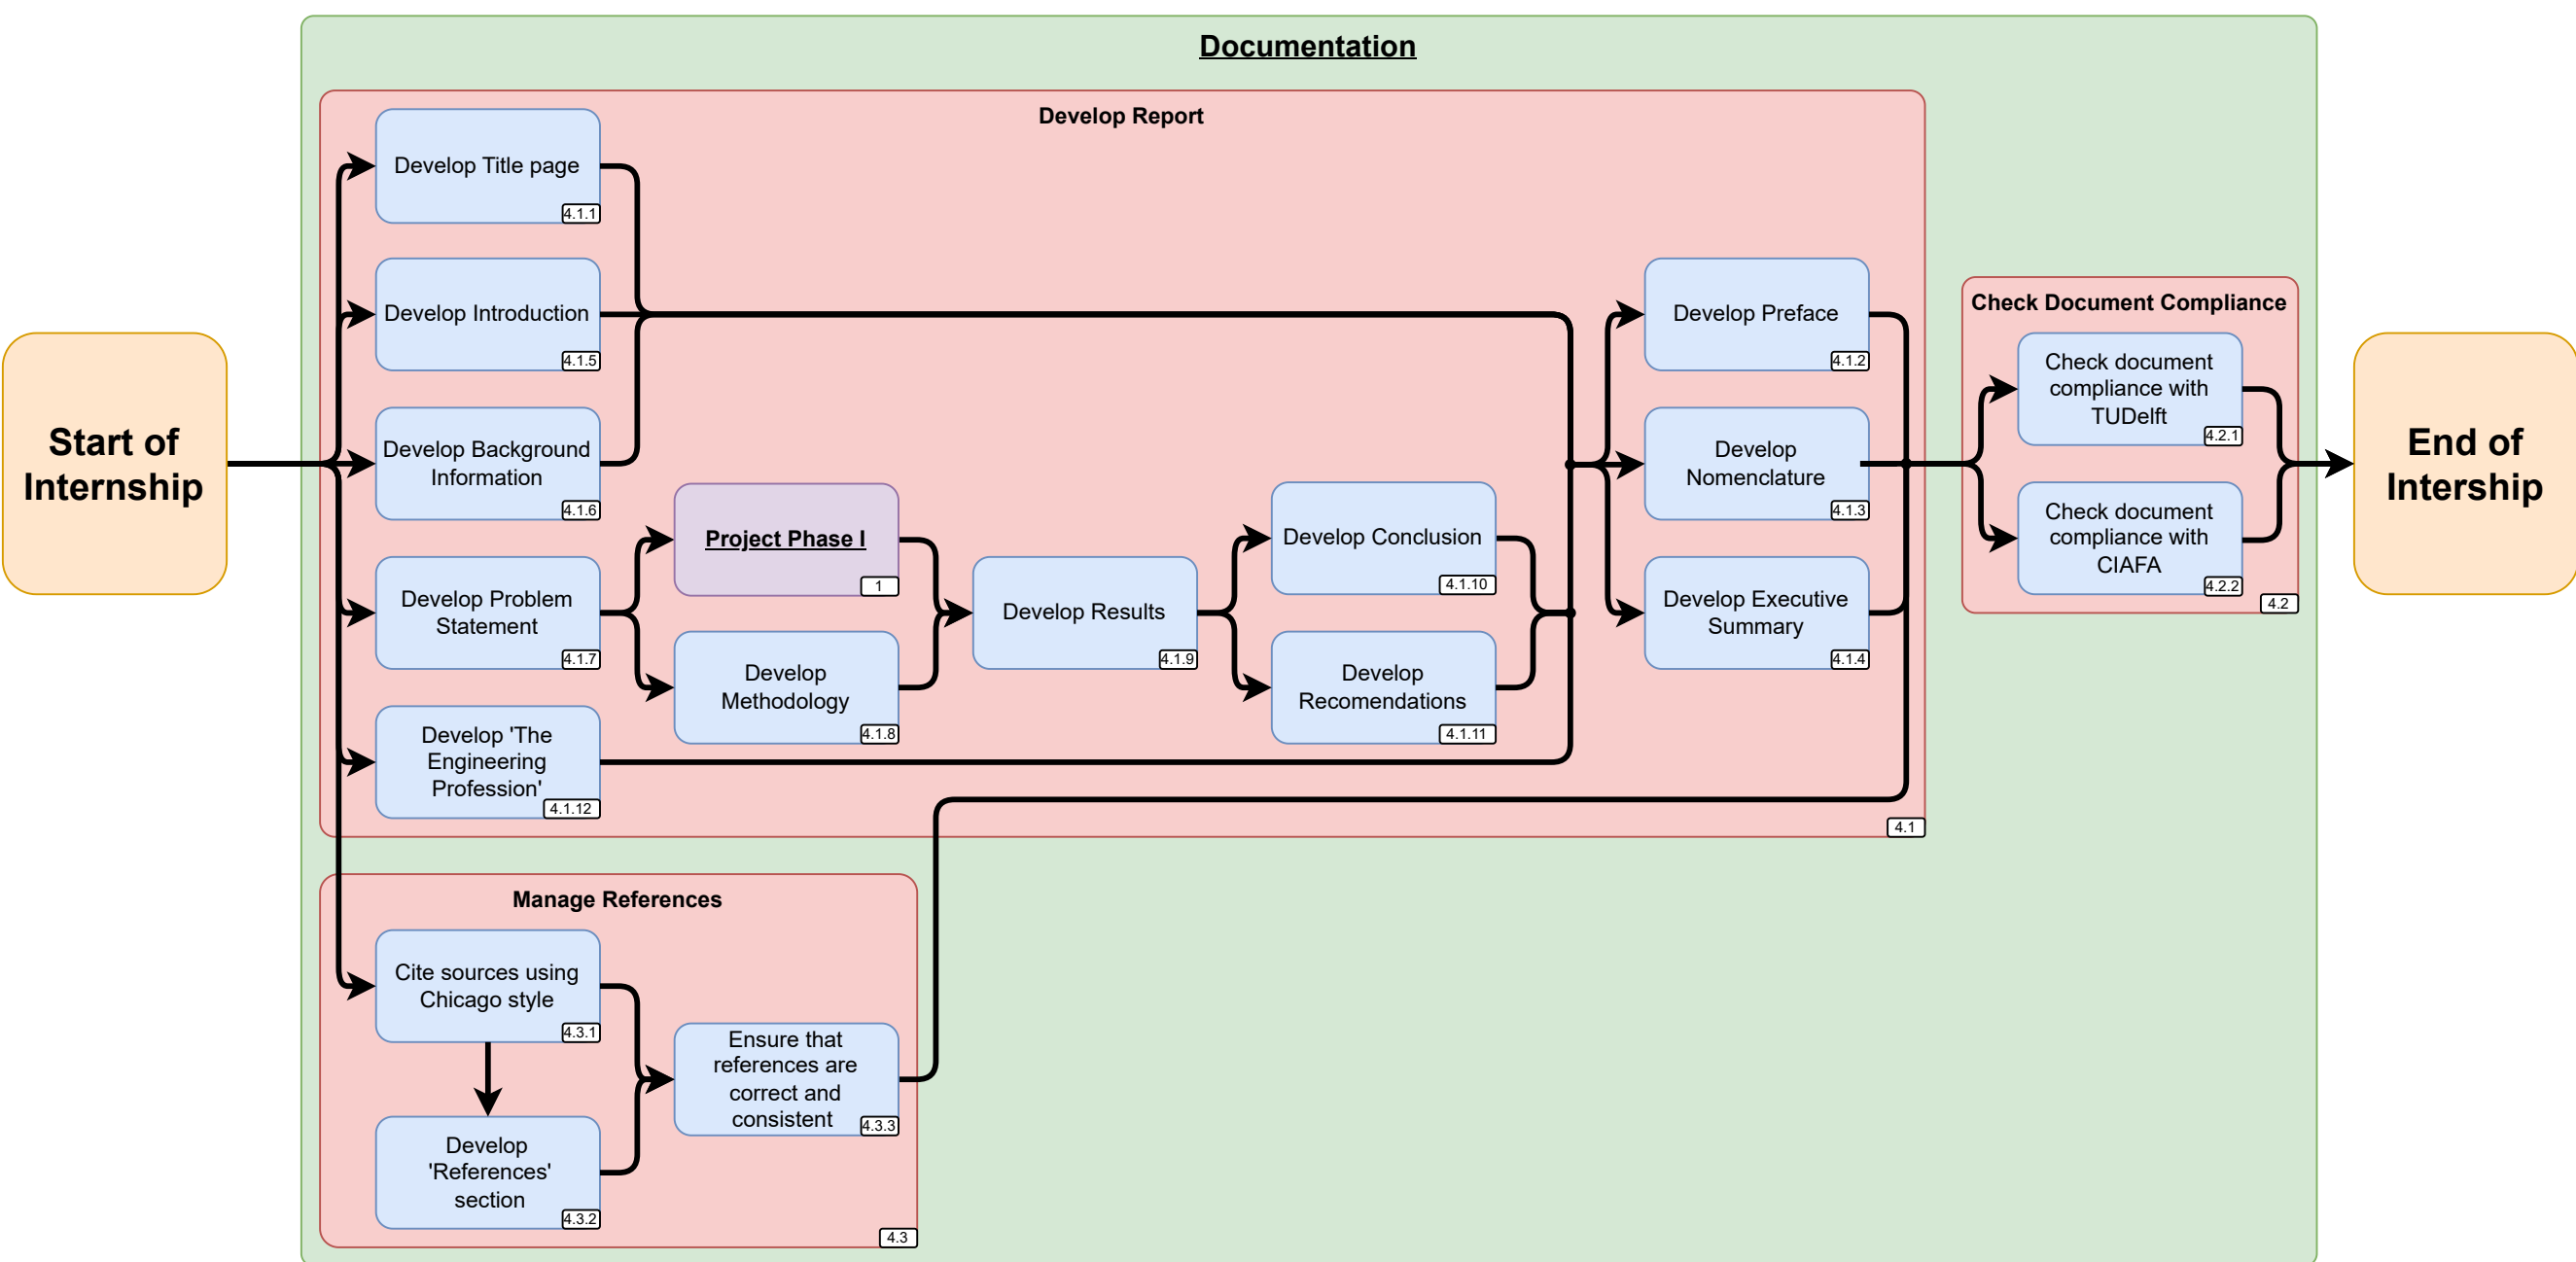 Documentation
Develop Report
Develop Title page
4.1.1
Develop Introduction
4.1.5
Develop Background
Information
4.1.6
Develop Problem
Statement
4.1.7
Develop 'The
Engineering
Profession'
4.1.12
Project Phase I
1
Develop
Methodology
4.1.8
Develop Results
4.1.9
Develop Conclusion
4.1.10
Develop
Recomendations
4.1.11
Develop Preface
4.1.2
Develop
Nomenclature
4.1.3
Develop Executive
Summary
4.1.4
4.1
Check Document Compliance
Check document
compliance with
TUDelft
4.2.1
Check document
compliance with
CIAFA
4.2.2
4.2
Start of
Internship
End of
Intership
Manage References
Cite sources using
Chicago style
4.3.1
Develop
'References'
section
4.3.2
Ensure that
references are
correct and
consistent
4.3.3
4.3